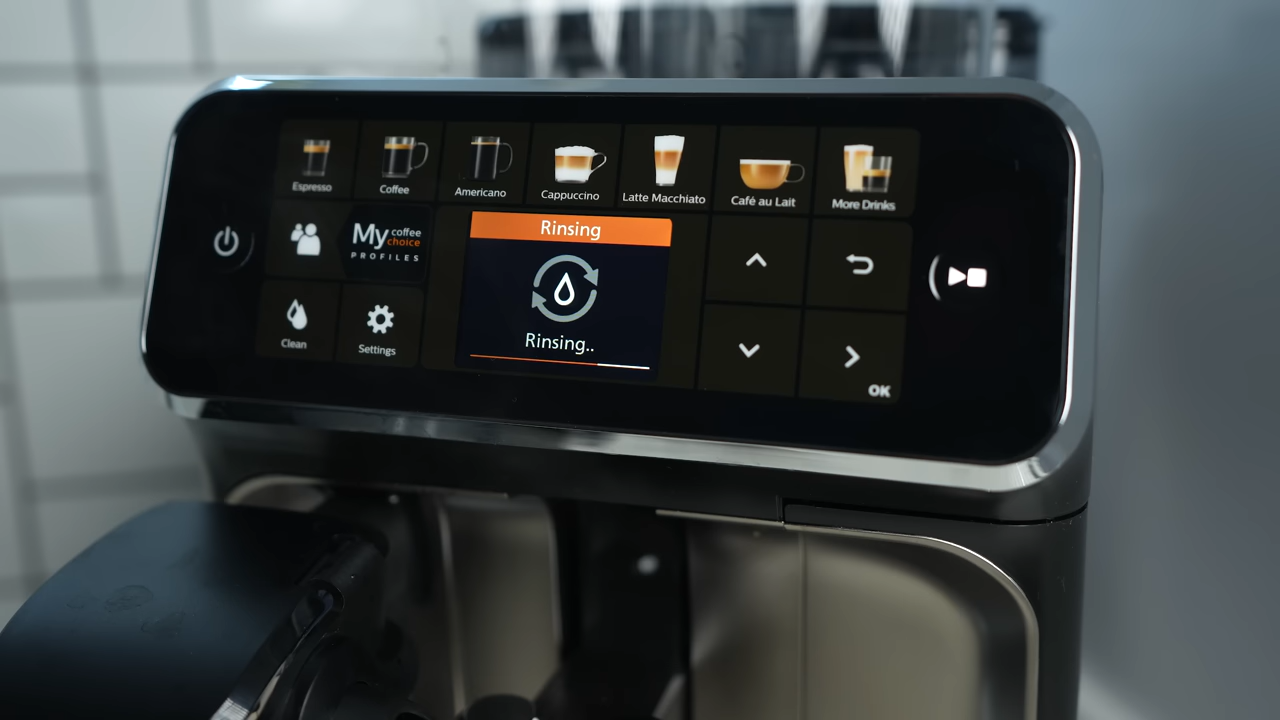 Espresso
Coffee
Americano
Cappuccino
Latte Macchiato
Café au Lait
More Drinks
My coffee choice
PROFILES
Rinsing
Rinsing..
Clean
Settings
OK